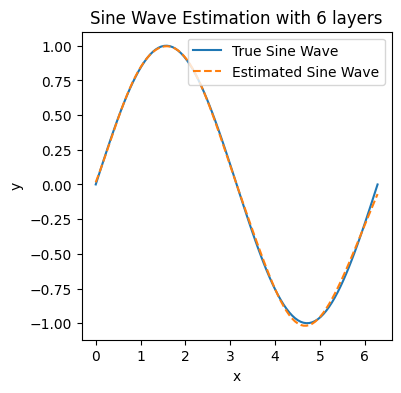 Sine Wave Estimation with 6 layers
True Sine Wave
Estimated Sine Wave
1.00
0.75
0.50
0.25
0.00
−0.25
−0.50
−0.75
−1.00
y
0 1 2 3 4 5 6
x